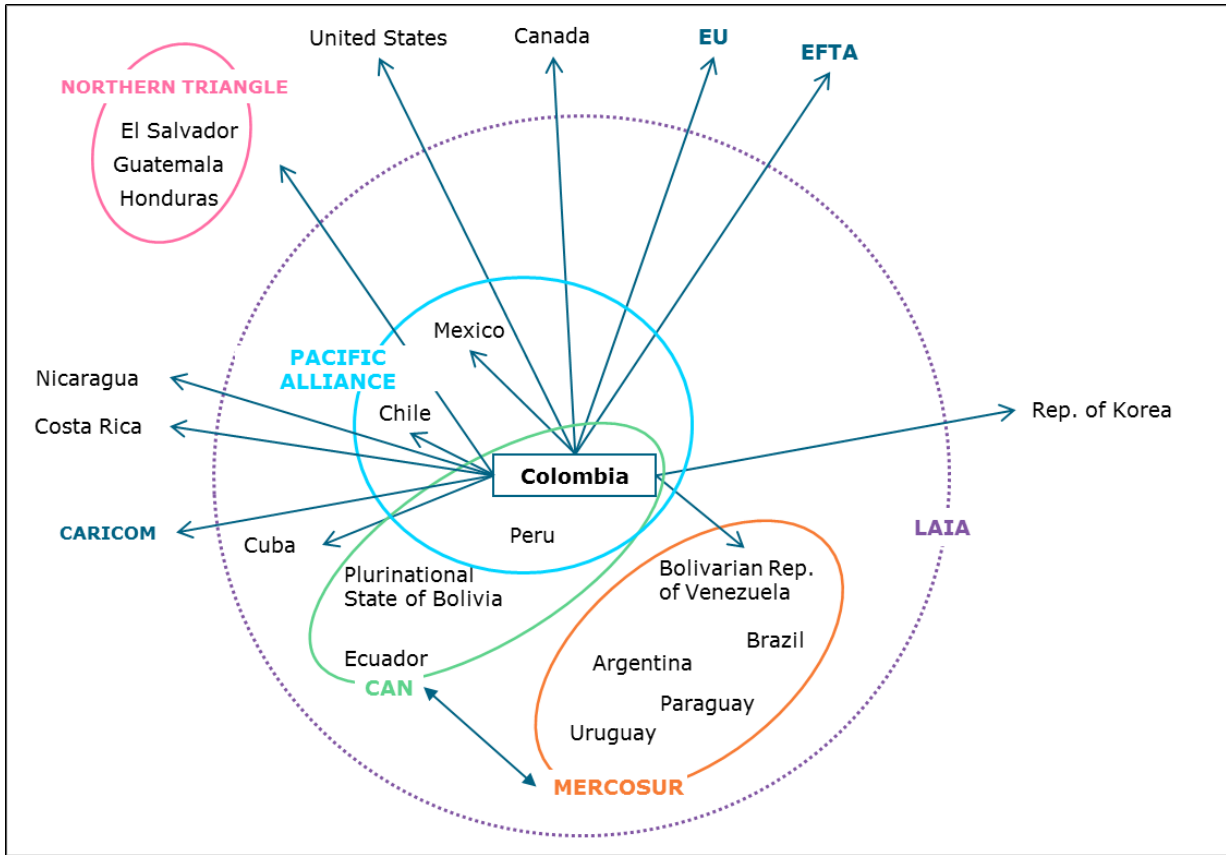 United States
Canada
EU
EFTA
NORTHERN TRIANGLE
El Salvador
Guatemala
Honduras
Mexico
PACIFIC
ALLIANCE
Nicaragua
Chile
Costa Rica
Rep. of Korea
Colombia
CARICOM
Cuba
Peru
LAIA
Plurinational
State of Bolivia
Bolivarian Rep.
of Venezuela
Brazil
Ecuador
Argentina
CAN
Paraguay
Uruguay
MERCOSUR